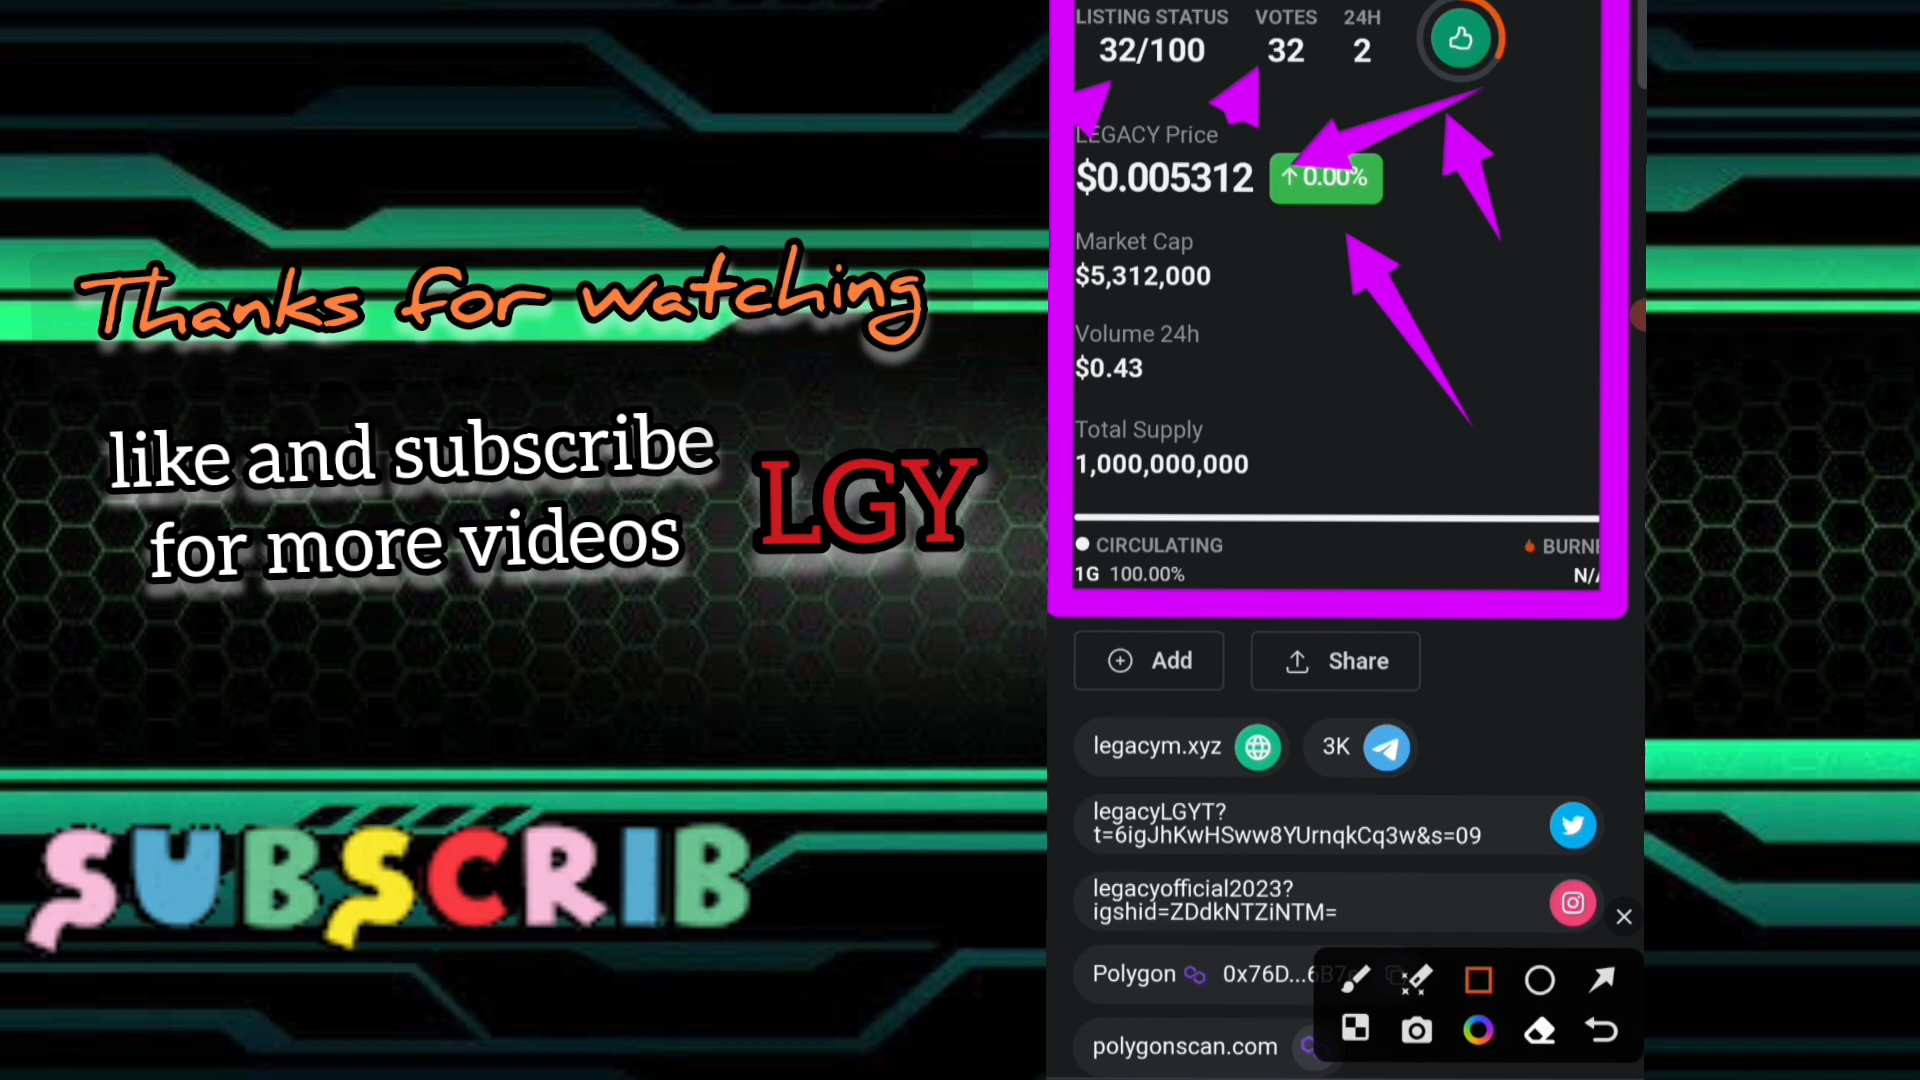 Thanks for watching
like and subscribe
for more videos
LGY
SUBSCRIB
LISTING STATUS VOTES 24H
32/100 32 2
LEGACY Price
$0.005312 ↑ 0.00%
Market Cap
$5,312,000
Volume 24h
$0.43
Total Supply
1,000,000,000
CIRCULATING
1G 100.00%
Add Share
legacym.xyz 3K
legacyLGYT?
t=6igJhKwHSww8YUrnqkCq3w&s=09
legacyofficial2023?
igshid=ZDdkNTZiNTM=
Polygon 0x76D...
polygonscan.com